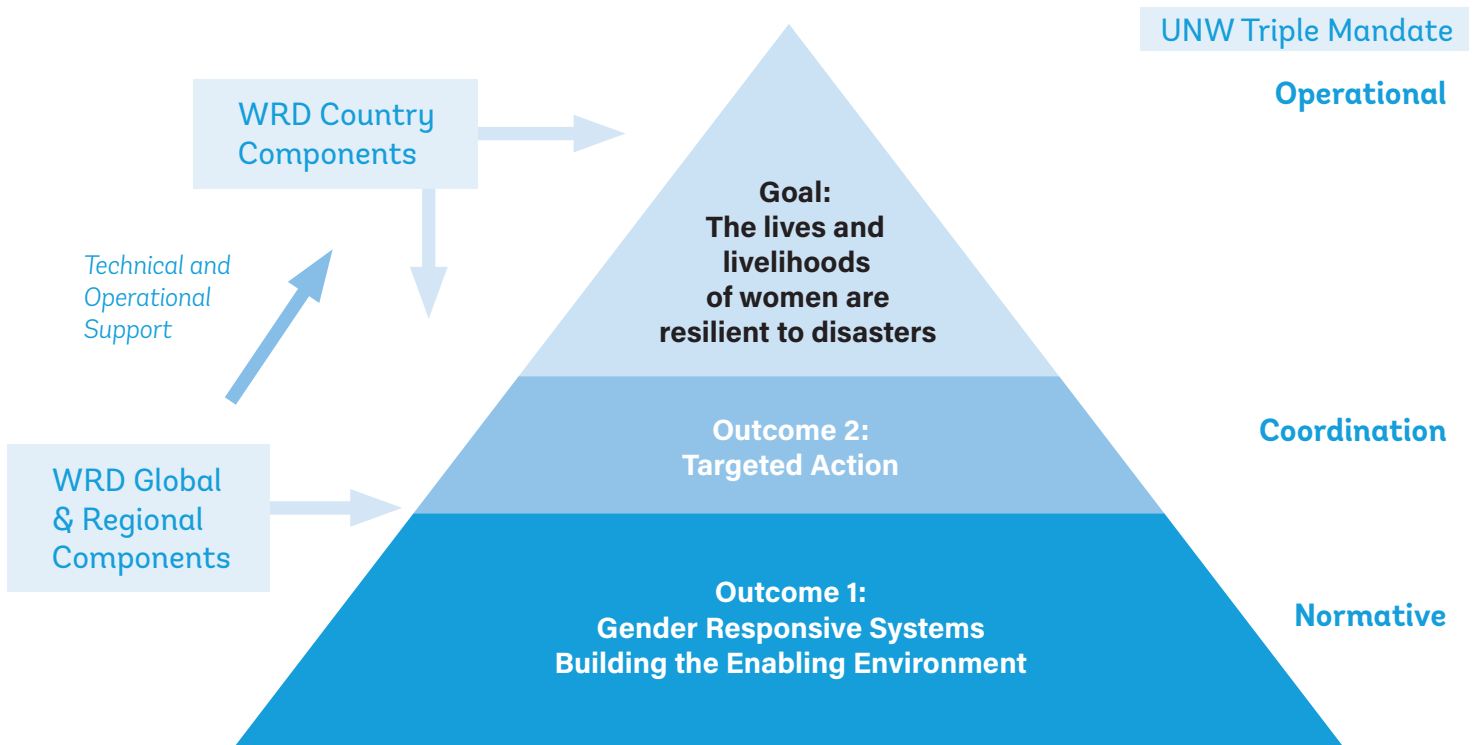 UNW Triple Mandate
Operational
WRD Country
Components
Goal:
The lives and
livelihoods
of women are
resilient to disasters
Technical and
Operational
Support
Outcome 2:
Targeted Action
Coordination
WRD Global
& Regional
Components
Outcome 1:
Gender Responsive Systems
Building the Enabling Environment
Normative